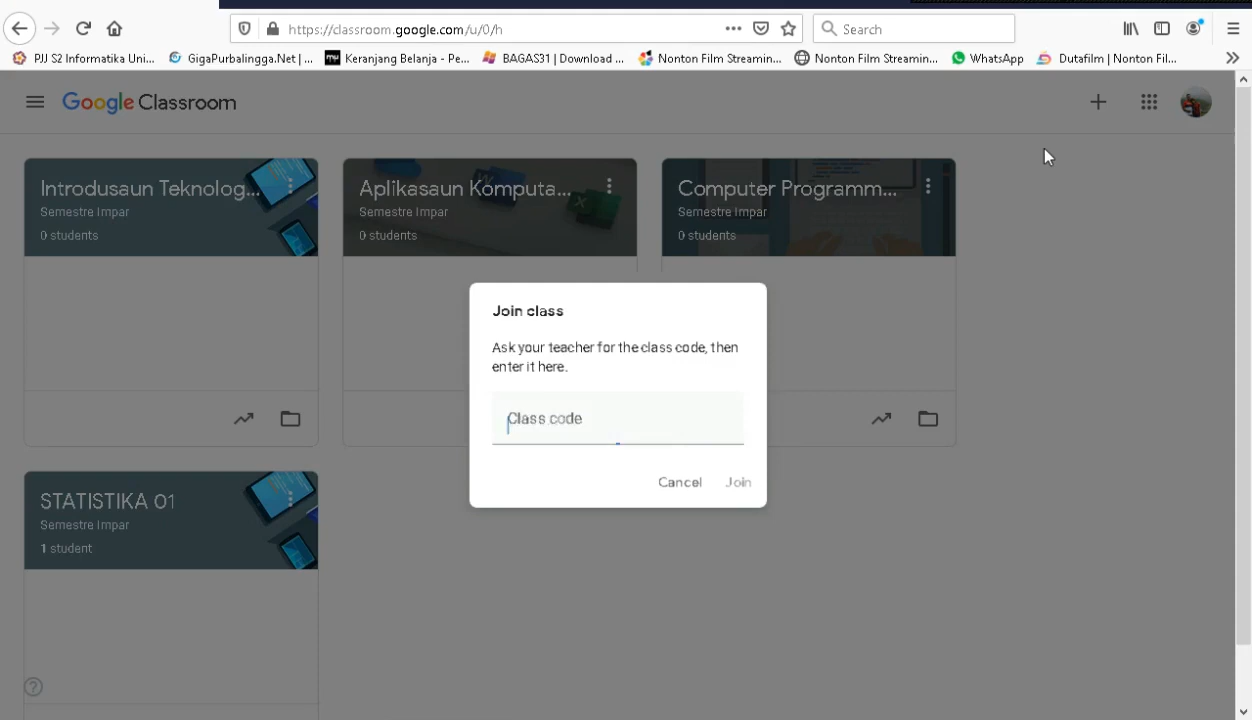 https://classroom.google.com/u/0/h
Search
PJJ S2 Informatika Uni...
GigaPurbalingga.Net | ...
Keranjang Belanja - Pe...
BAGAS31 | Download ...
Nonton Film Streamin...
Nonton Film Streamin...
WhatsApp
Dutafilm | Nonton Fil...
Google Classroom
Introdusaun Teknolog...
Semestre Impar
0 students
Aplikasaun Komputa...
Semestre Impar
0 students
Computer Programm...
Semestre Impar
0 students
Join class
Ask your teacher for the class code, then
enter it here.
Class code
Cancel
Join
STATISTIKA 01
Semestre Impar
1 student